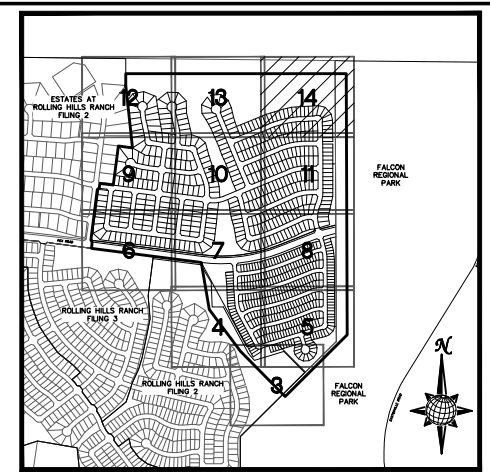 ESTATES AT
ROLLING HILLS RANCH
FILING 2
12
13
14
FALCON
REGIONAL
PARK
9
10
11
6
7
8
ROLLING HILLS RANCH
FILING 3
4
5
ROLLING HILLS RANCH
FILING 2
3
FALCON
REGIONAL
PARK
N